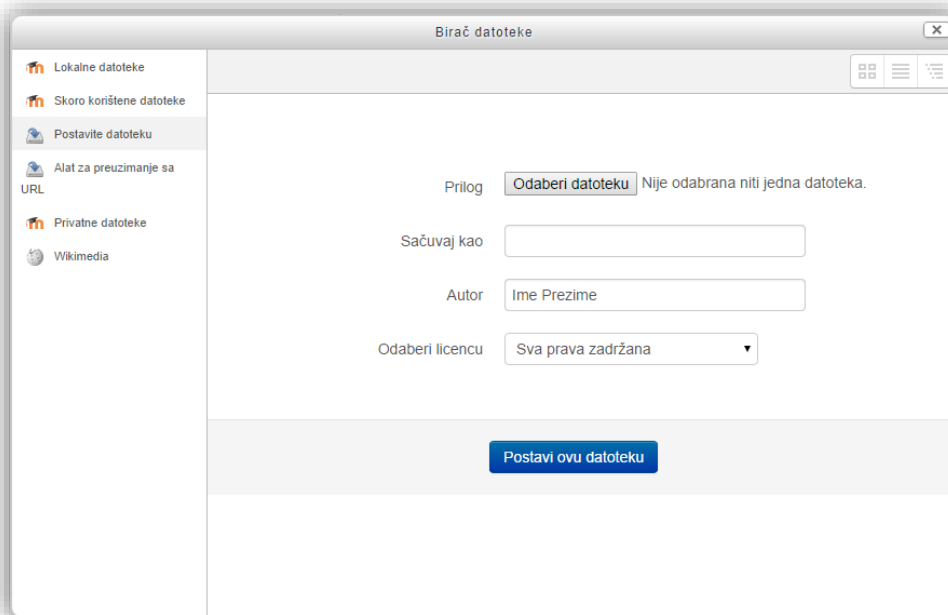 Birač datoteke
Lokalne datoteke
Skoro korištene datoteke
Postavite datoteku
Alat za preuzimanje sa
URL
Privatne datoteke
Wikimedia
Prilog Odaberi datoteku Nije odabrana niti jedna datoteka.
Sačuvaj kao
Autor Ime Prezime
Odaberi licencu Sva prava zadržana
Postavi ovu datoteku